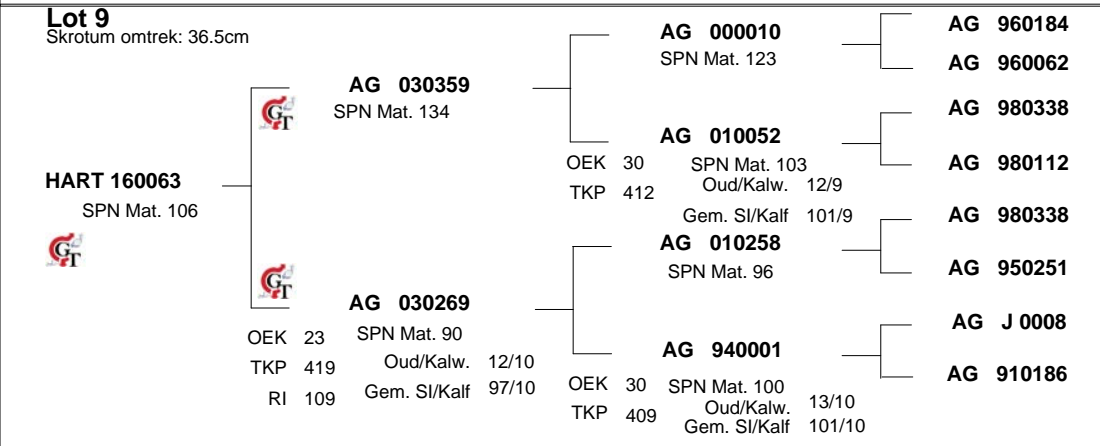 Lot 9
Skrotum omtrek: 36.5cm
HART 160063
SPN Mat. 106
GT
AG 030359
SPN Mat. 134
GT
AG 000010
SPN Mat. 123
AG 960184
AG 960062
AG 010052
OEK 30 SPN Mat. 103
TKP 412 Oud/Kalw. 12/9
Gem. SI/Kalf 101/9
AG 980338
AG 980112
GT
AG 030269
OEK 23 SPN Mat. 90
TKP 419 Oud/Kalw. 12/10
RI 109 Gem. SI/Kalf 97/10
AG 010258
SPN Mat. 96
AG 980338
AG 950251
AG 940001
OEK 30 SPN Mat. 100
TKP 409 Oud/Kalw. 13/10
Gem. SI/Kalf 101/10
AG J 0008
AG 910186